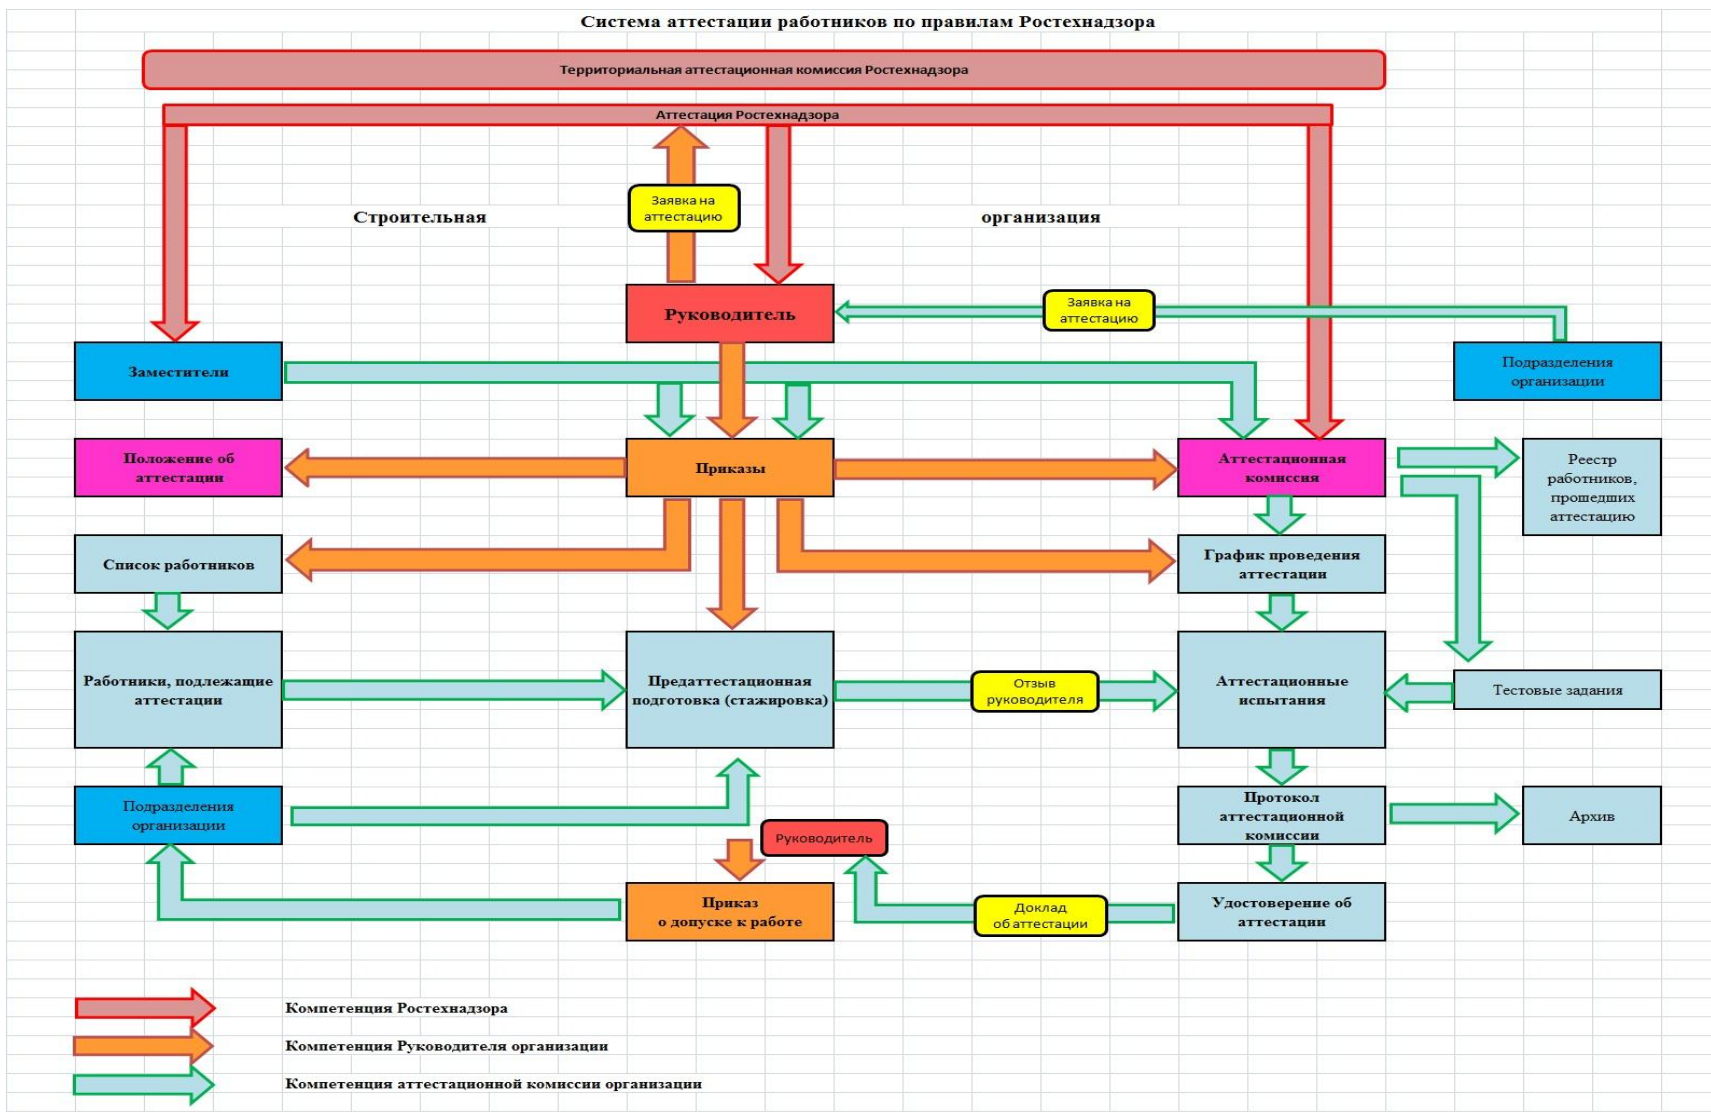 Система аттестации работников по правилам Ростехнадзора
Территориальная аттестационная комиссия Ростехнадзора
Аттестация Ростехнадзора
Заявка на
аттестацию
Строительная
организация
Руководитель
Заявка на
аттестацию
Заместители
Подразделения
организации
Положение об
аттестации
Приказы
Аттестационная
комиссия
Реестр
работников,
прошедших
аттестацию
Список работников
График проведения
аттестации
Работники, подлежащие
аттестации
Предаттестационная
подготовка (стажировка)
Отзыв
руководителя
Аттестационные
испытания
Тестовые задания
Подразделения
организации
Протокол
аттестационной
комиссии
Архив
Руководитель
Приказ
о допуске к работе
Доклад
об аттестации
Удостоверение об
аттестации
Компетенция Ростехнадзора
Компетенция Руководителя организации
Компетенция аттестационной комиссии организации